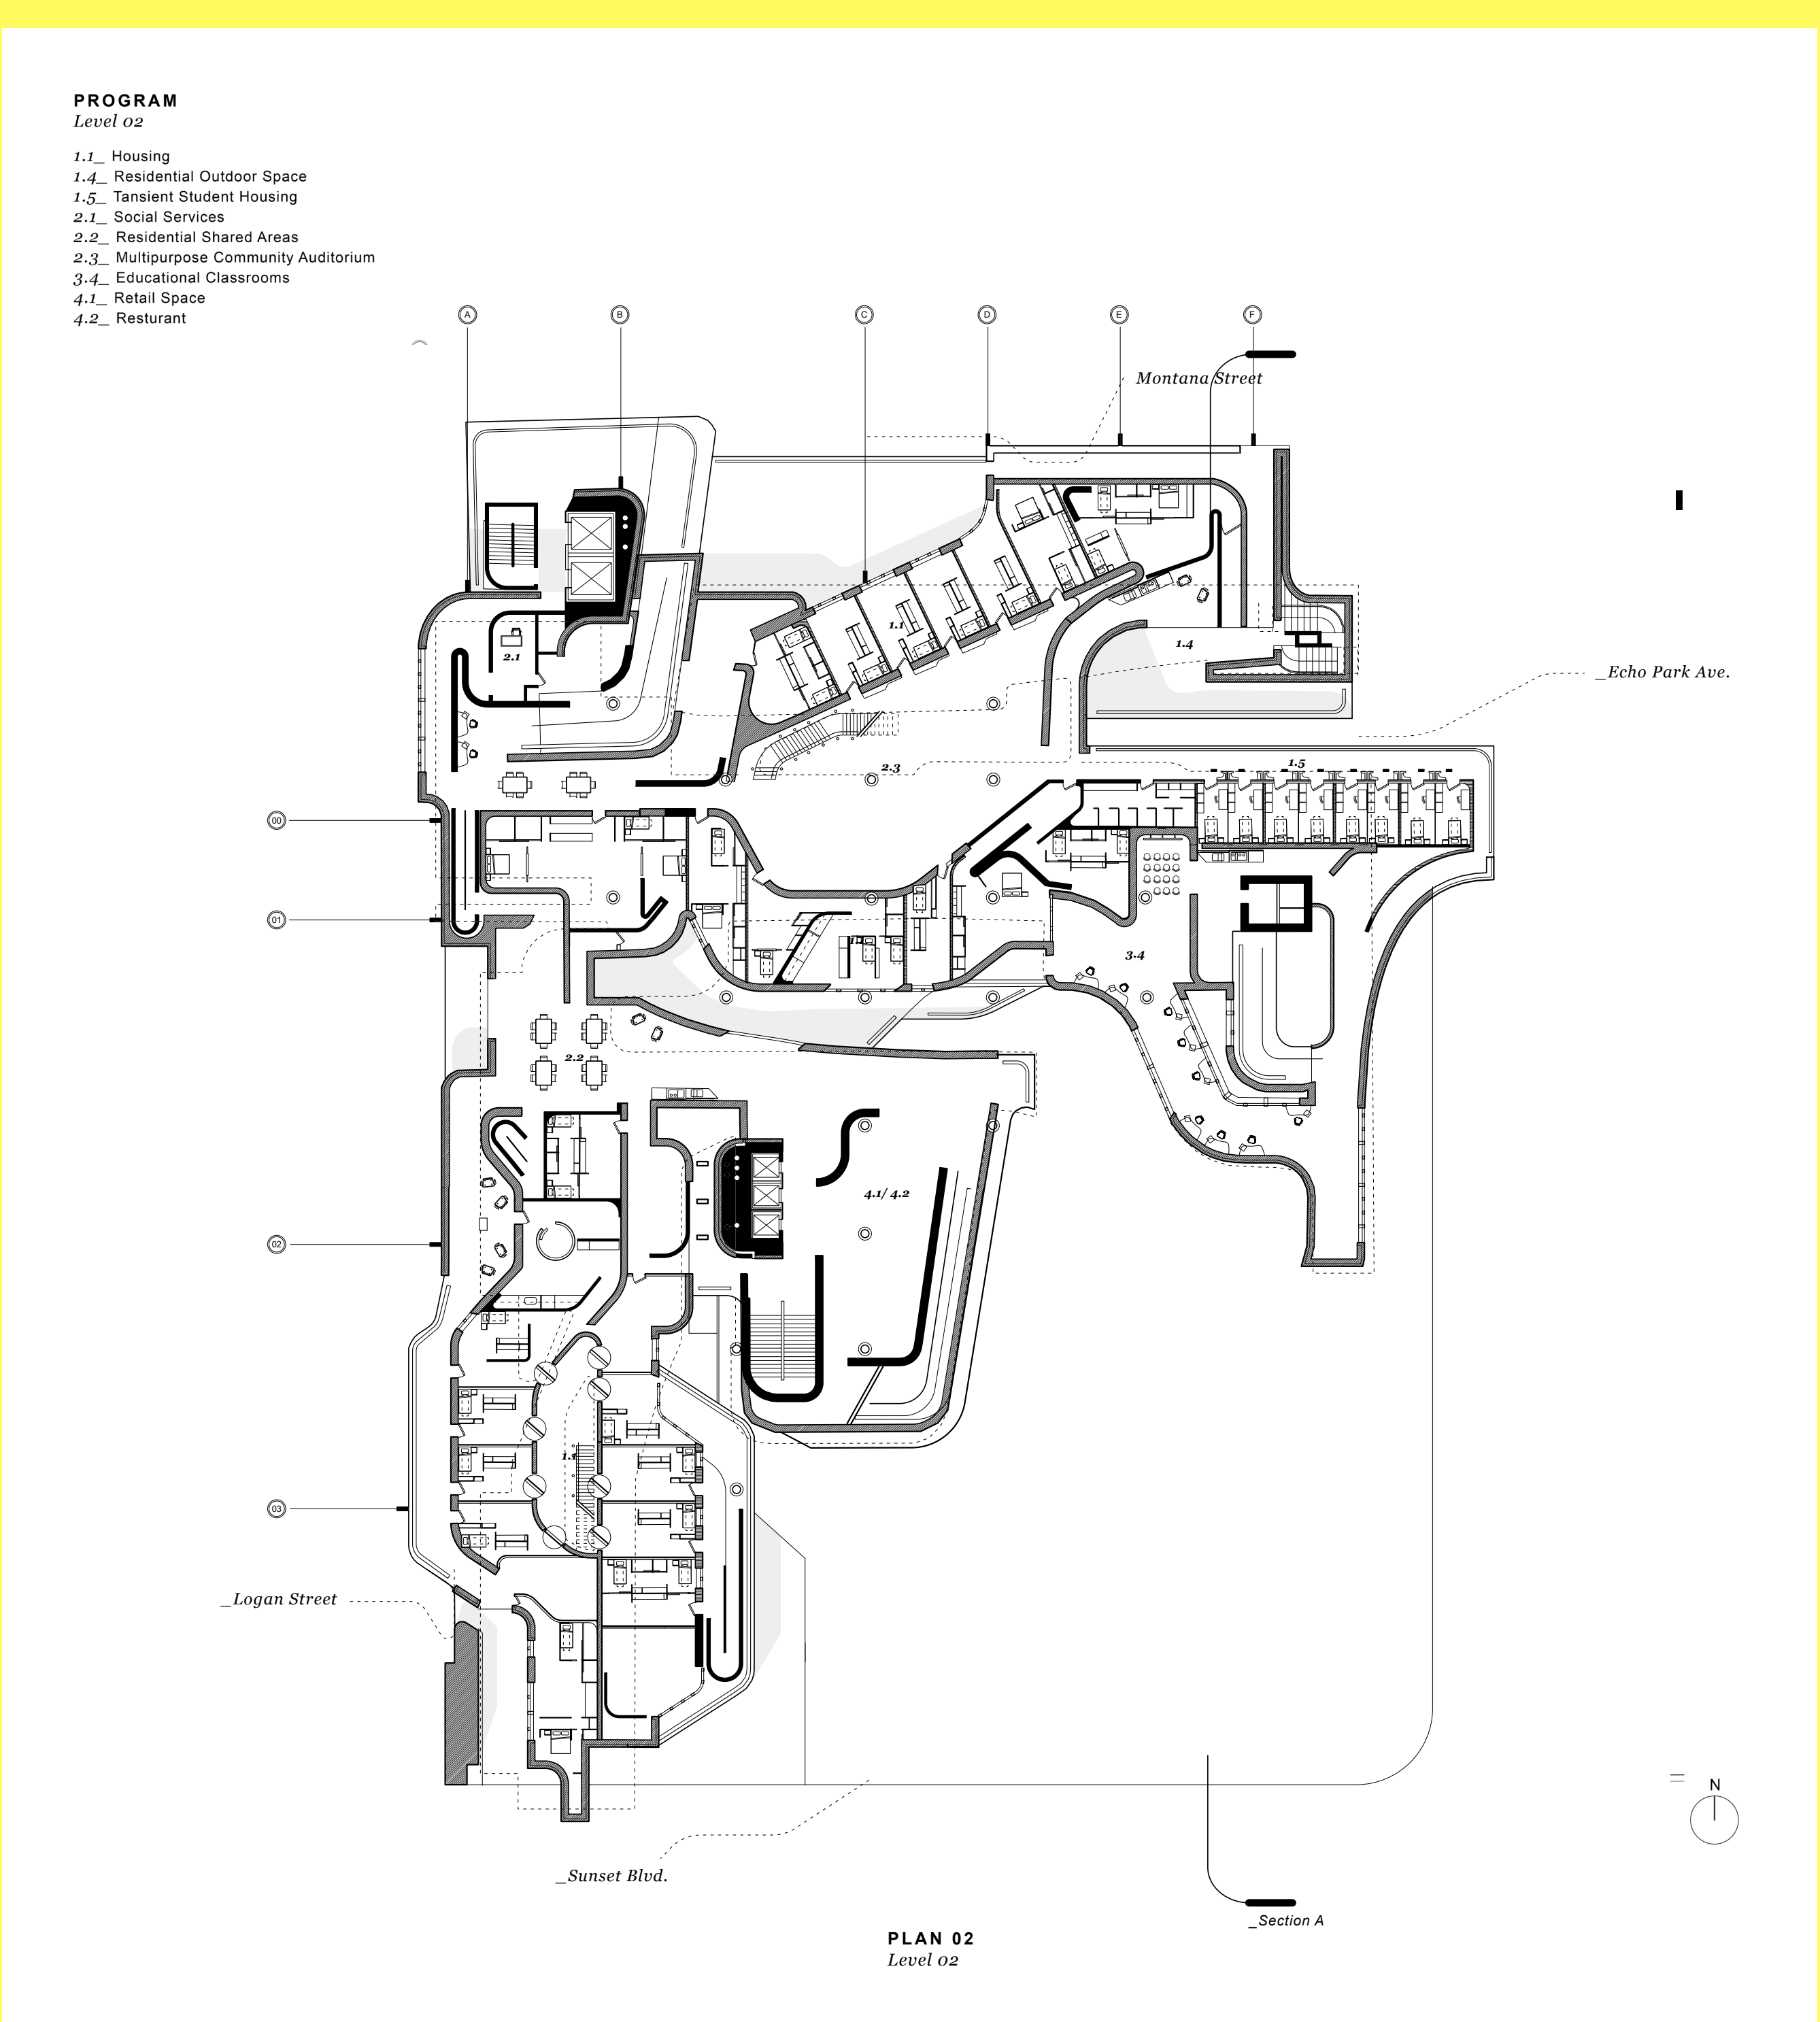 PROGRAM
Level 02
1.1_ Housing
1.4_ Residential Outdoor Space
1.5_ Tansient Student Housing
2.1_ Social Services
2.2_ Residential Shared Areas
2.3_ Multipurpose Community Auditorium
3.4_ Educational Classrooms
4.1_ Retail Space
4.2_ Resturant
A B C D E F
Montana Street
1.1
2.1
1.4
_Echo Park Ave.
2.3
1.5
00
01
3.4
2.2
4.1/ 4.2
02
1.1
03
_Logan Street
N
_Sunset Blvd.
_Section A
PLAN 02
Level 02